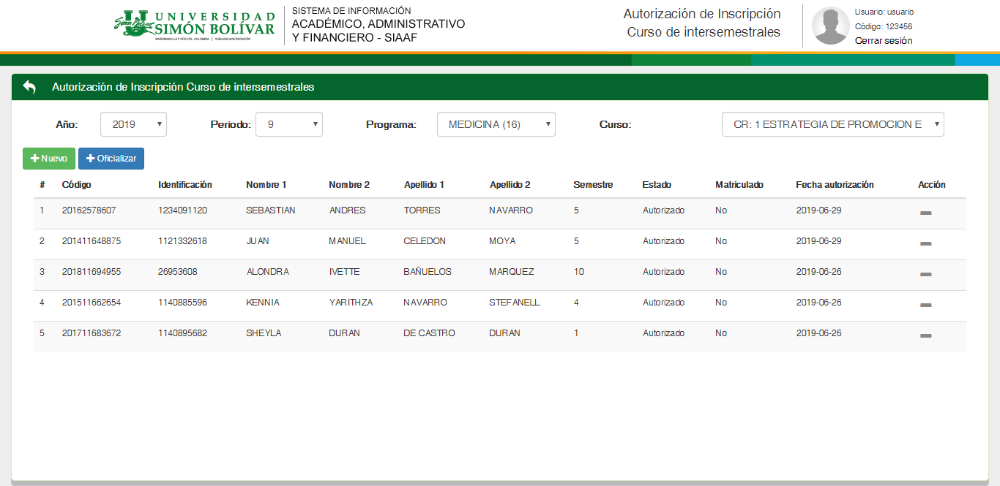 UNIVERSIDAD
SIMÓN BOLÍVAR
BARRANQUILLA Y CÚCUTA - COLOMBIA | VIGILADA MINEDUCACIÓN
SISTEMA DE INFORMACIÓN
ACADÉMICO, ADMINISTRATIVO
Y FINANCIERO - SIAAF
Autorización de Inscripción
Curso de intersemestrales
Usuario: usuario
Código: 123456
Cerrar sesión
Autorización de Inscripción Curso de intersemestrales
Año: 2019 Periodo: 9 Programa: MEDICINA (16) Curso: CR: 1 ESTRATEGIA DE PROMOCION E
Nuevo Oficializar
# Código Identificación Nombre 1 Nombre 2 Apellido 1 Apellido 2 Semestre Estado Matriculado Fecha autorización Acción
1 20162578607 1234091120 SEBASTIAN ANDRES TORRES NAVARRO 5 Autorizado No 2019-06-29
2 201411648875 1121332618 JUAN MANUEL CELEDON MOYA 5 Autorizado No 2019-06-29
3 201811694955 26953608 ALONDRA IVETTE BAÑUELOS MARQUEZ 10 Autorizado No 2019-06-26
4 201511662654 1140885596 KENNIA YARITHZA NAVARRO STEFANELL 4 Autorizado No 2019-06-26
5 201711683672 1140895682 SHEYLA DURAN DE CASTRO DURAN 1 Autorizado No 2019-06-26